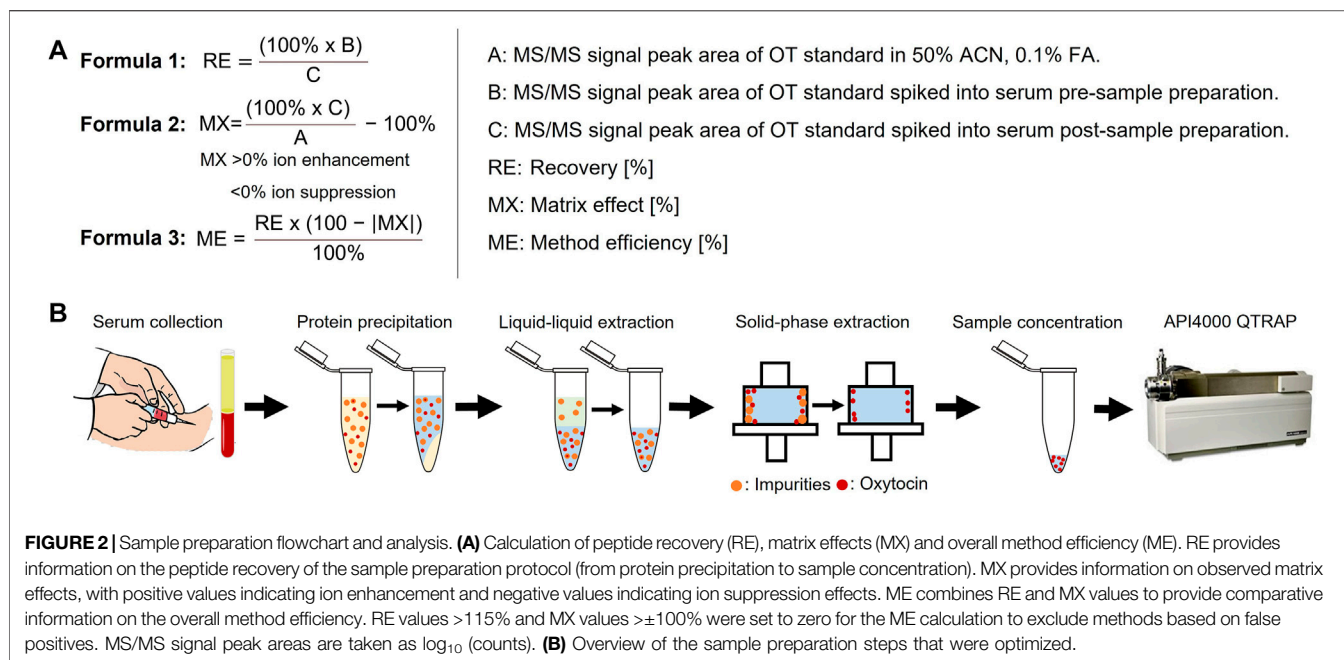 A
Formula 1: RE = (100% x B) / C
Formula 2: MX= (100% x C) / A − 100%
MX >0% ion enhancement
<0% ion suppression
Formula 3: ME = RE x (100 − |MX|) / 100%
A: MS/MS signal peak area of OT standard in 50% ACN, 0.1% FA.
B: MS/MS signal peak area of OT standard spiked into serum pre-sample preparation.
C: MS/MS signal peak area of OT standard spiked into serum post-sample preparation.
RE: Recovery [%]
MX: Matrix effect [%]
ME: Method efficiency [%]
B
Serum collection
Protein precipitation
Liquid-liquid extraction
Solid-phase extraction
Sample concentration
API4000 QTRAP
: Impurities : Oxytocin
FIGURE 2 | Sample preparation flowchart and analysis. (A) Calculation of peptide recovery (RE), matrix effects (MX) and overall method efficiency (ME). RE provides
information on the peptide recovery of the sample preparation protocol (from protein precipitation to sample concentration). MX provides information on observed matrix
effects, with positive values indicating ion enhancement and negative values indicating ion suppression effects. ME combines RE and MX values to provide comparative
information on the overall method efficiency. RE values >115% and MX values >±100% were set to zero for the ME calculation to exclude methods based on false
positives. MS/MS signal peak areas are taken as log₁₀ (counts). (B) Overview of the sample preparation steps that were optimized.